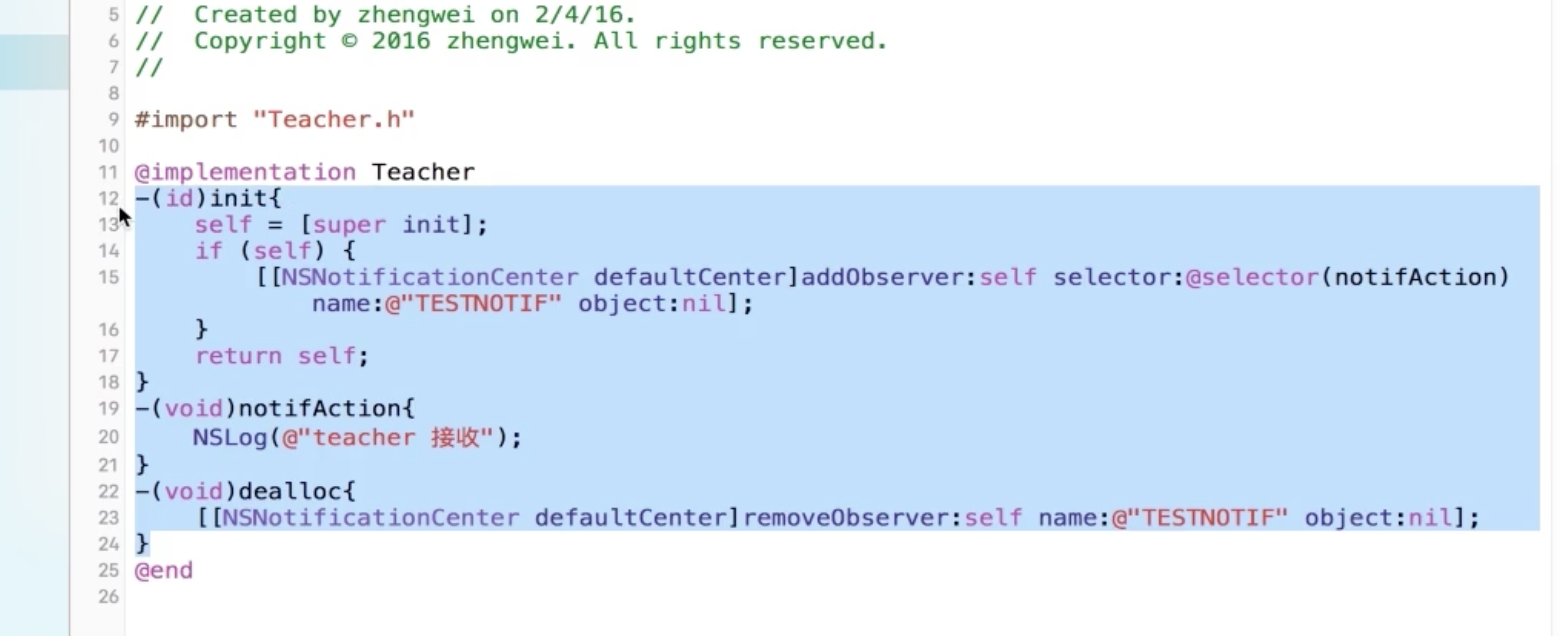 5 //  Created by zhengwei on 2/4/16.
6 //  Copyright © 2016 zhengwei. All rights reserved.
7 //
8
9 #import "Teacher.h"
10
11 @implementation Teacher
12 -(id)init{
13     self = [super init];
14     if (self) {
15         [[NSNotificationCenter defaultCenter]addObserver:self selector:@selector(notifAction)
            name:@"TESTNOTIF" object:nil];
16     }
17     return self;
18 }
19 -(void)notifAction{
20     NSLog(@"teacher 接收");
21 }
22 -(void)dealloc{
23     [[NSNotificationCenter defaultCenter]removeObserver:self name:@"TESTNOTIF" object:nil];
24 }
25 @end
26